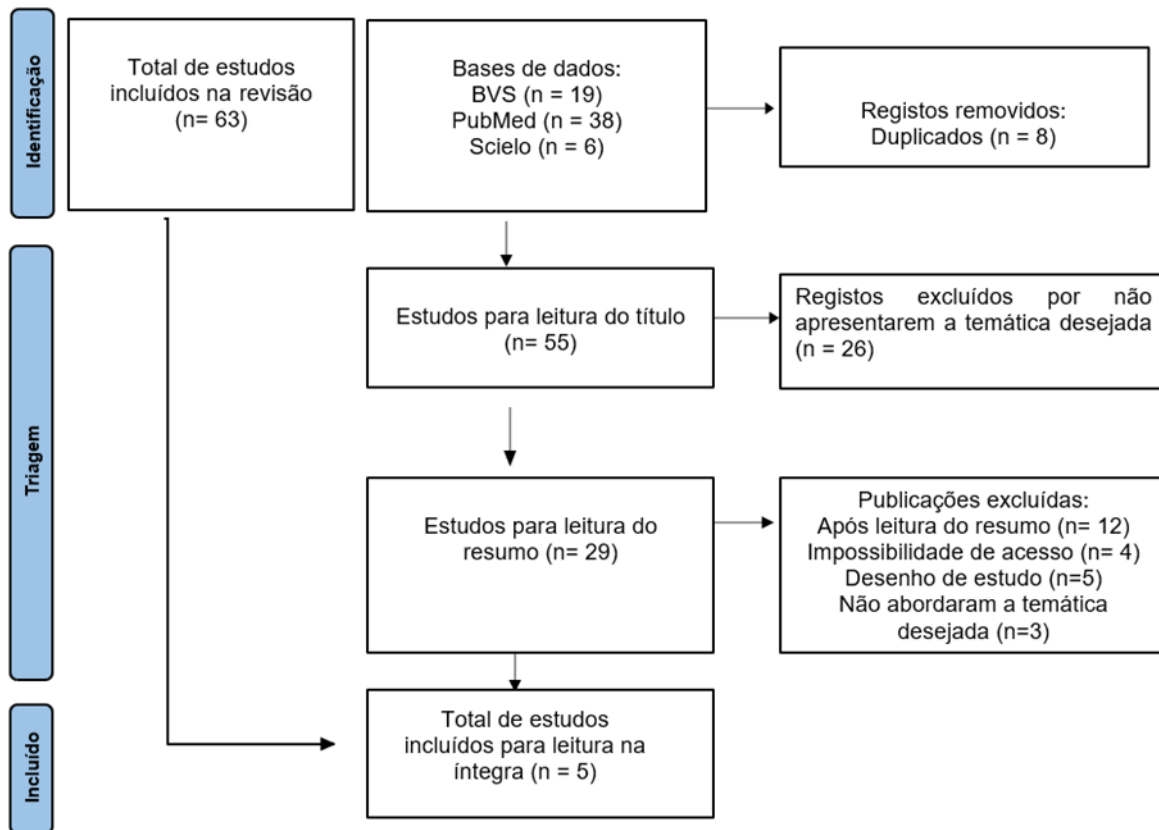 Identificação
Total de estudos
incluídos na revisão
(n= 63)
Bases de dados:
BVS (n = 19)
PubMed (n = 38)
Scielo (n = 6)
Registos removidos:
Duplicados (n = 8)
Triagem
Estudos para leitura do título
(n= 55)
Registos excluídos por não
apresentarem a temática desejada
(n = 26)
Estudos para leitura do
resumo (n= 29)
Publicações excluídas:
Após leitura do resumo (n= 12)
Impossibilidade de acesso (n= 4)
Desenho de estudo (n=5)
Não abordaram a temática
desejada (n=3)
Incluído
Total de estudos
incluídos para leitura na
íntegra (n = 5)